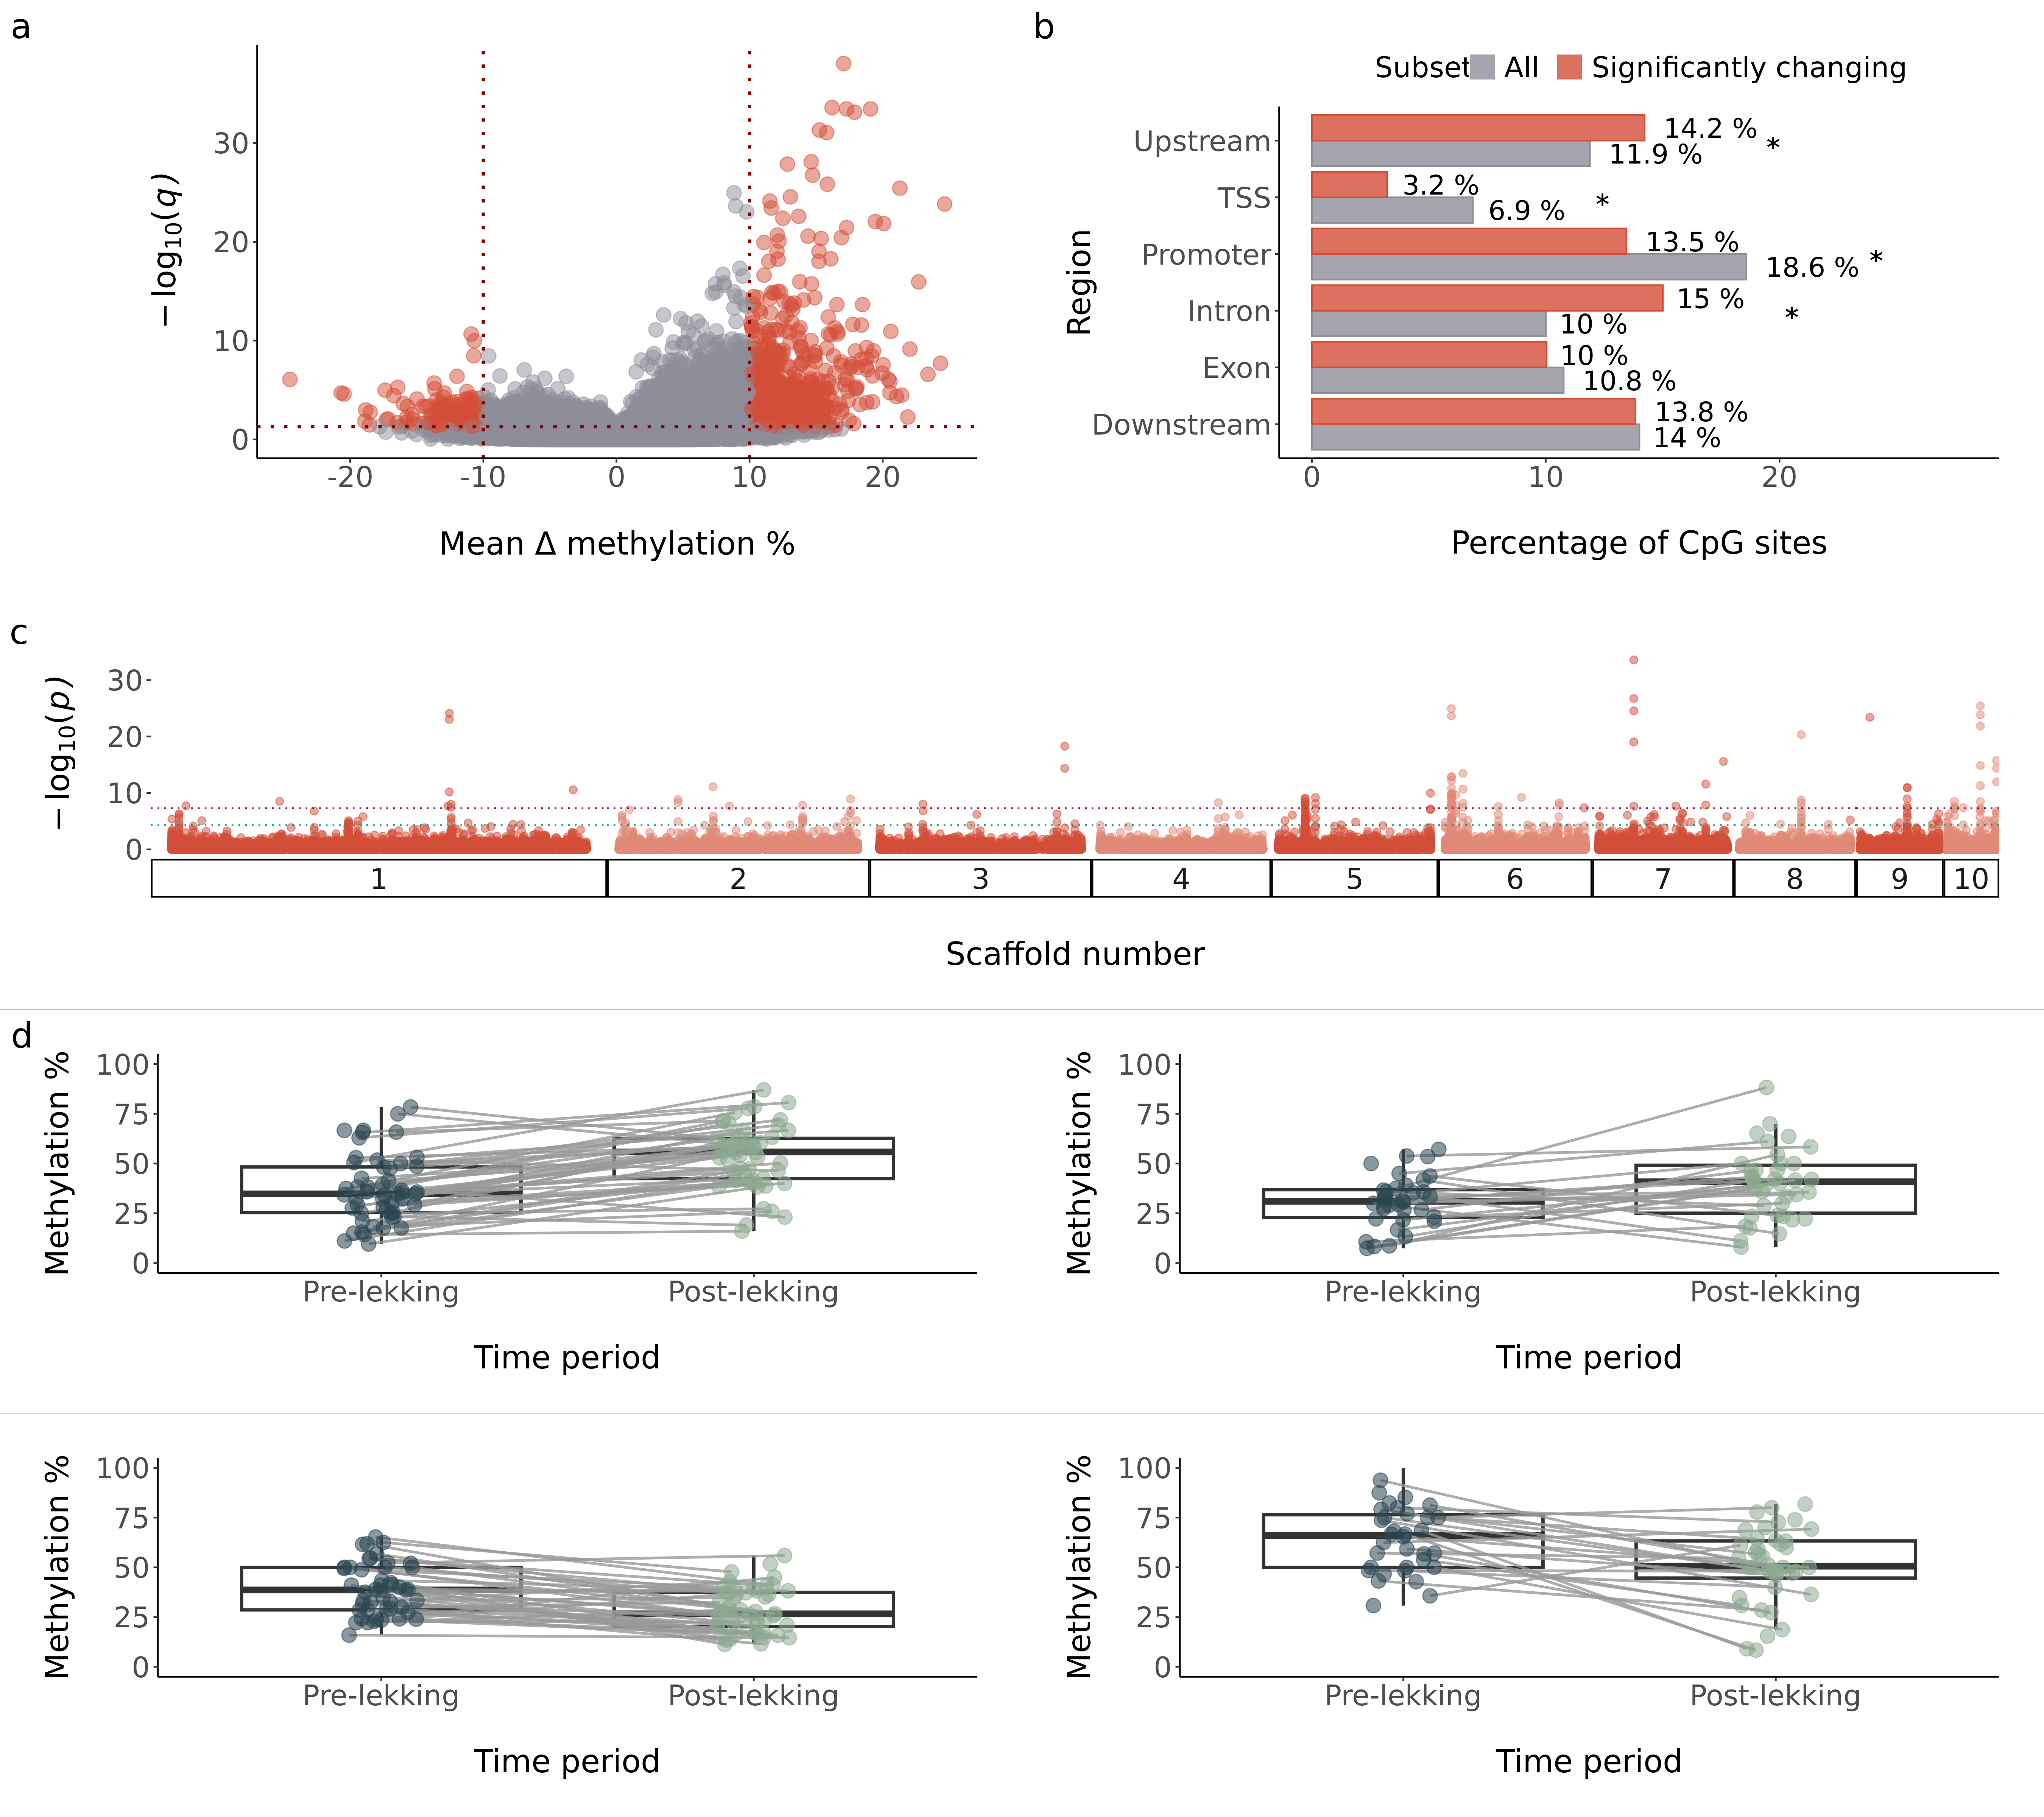 a
− log10(q)
30
20
10
0
-20 -10 0 10 20
Mean Δ methylation %
b
Subset All Significantly changing
Region
Upstream 14.2 %
11.9 % *
TSS 3.2 %
6.9 % *
Promoter 13.5 %
18.6 % *
Intron 15 %
10 % *
Exon 10 %
10.8 %
Downstream 13.8 %
14 %
0 10 20
Percentage of CpG sites
c
− log10(p)
30
20
10
0
1 2 3 4 5 6 7 8 9 10
Scaffold number
d
Methylation %
100
75
50
25
0
Pre-lekking Post-lekking
Time period
Methylation %
100
75
50
25
0
Pre-lekking Post-lekking
Time period
Methylation %
100
75
50
25
0
Pre-lekking Post-lekking
Time period
Methylation %
100
75
50
25
0
Pre-lekking Post-lekking
Time period